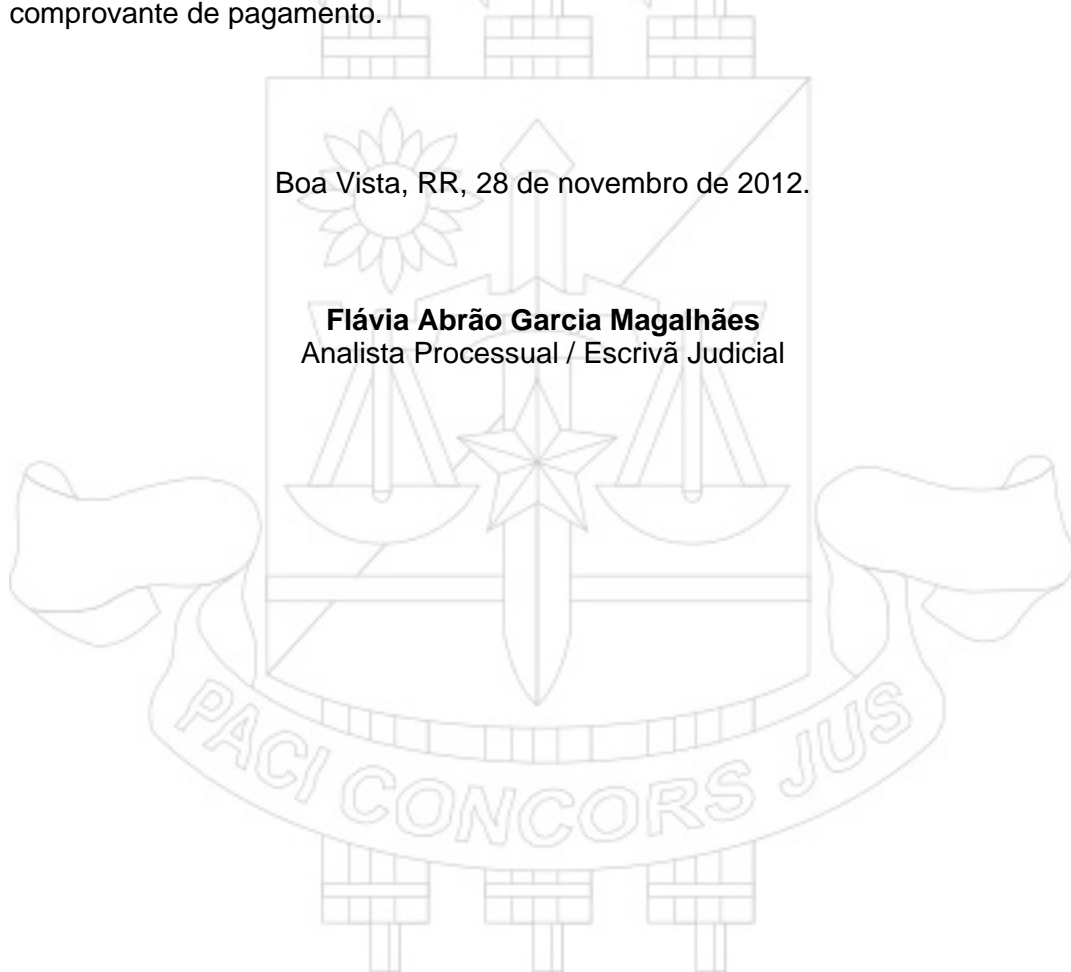 comprovante de pagamento.
Boa Vista, RR, 28 de novembro de 2012.
Flávia Abrão Garcia Magalhães
Analista Processual / Escrivã Judicial
PACI CONCORS JUS